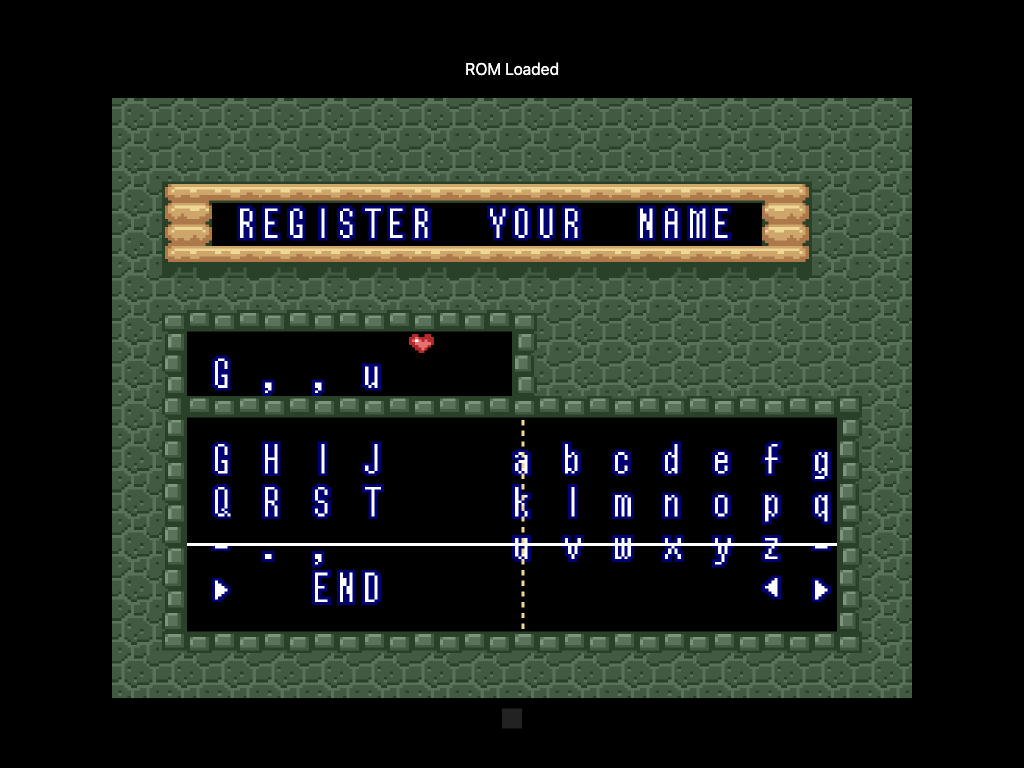 ROM Loaded
REGISTER YOUR NAME
G , , u
G H I J a b c d e f g
Q R S T k l m n o p q
- . , u v w x y z -
END